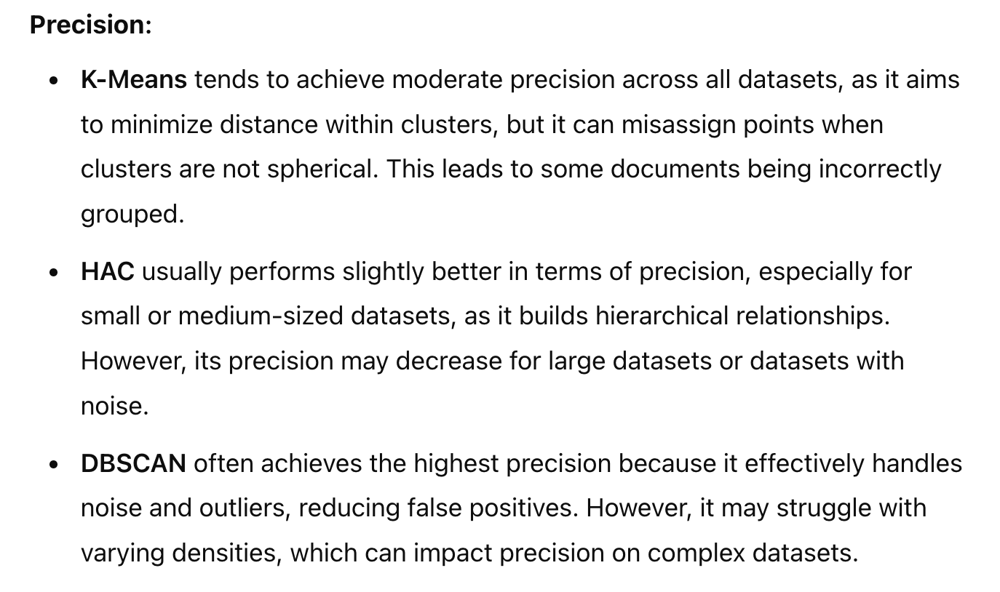 Precision:
• K-Means tends to achieve moderate precision across all datasets, as it aims
to minimize distance within clusters, but it can misassign points when
clusters are not spherical. This leads to some documents being incorrectly
grouped.
• HAC usually performs slightly better in terms of precision, especially for
small or medium-sized datasets, as it builds hierarchical relationships.
However, its precision may decrease for large datasets or datasets with
noise.
• DBSCAN often achieves the highest precision because it effectively handles
noise and outliers, reducing false positives. However, it may struggle with
varying densities, which can impact precision on complex datasets.